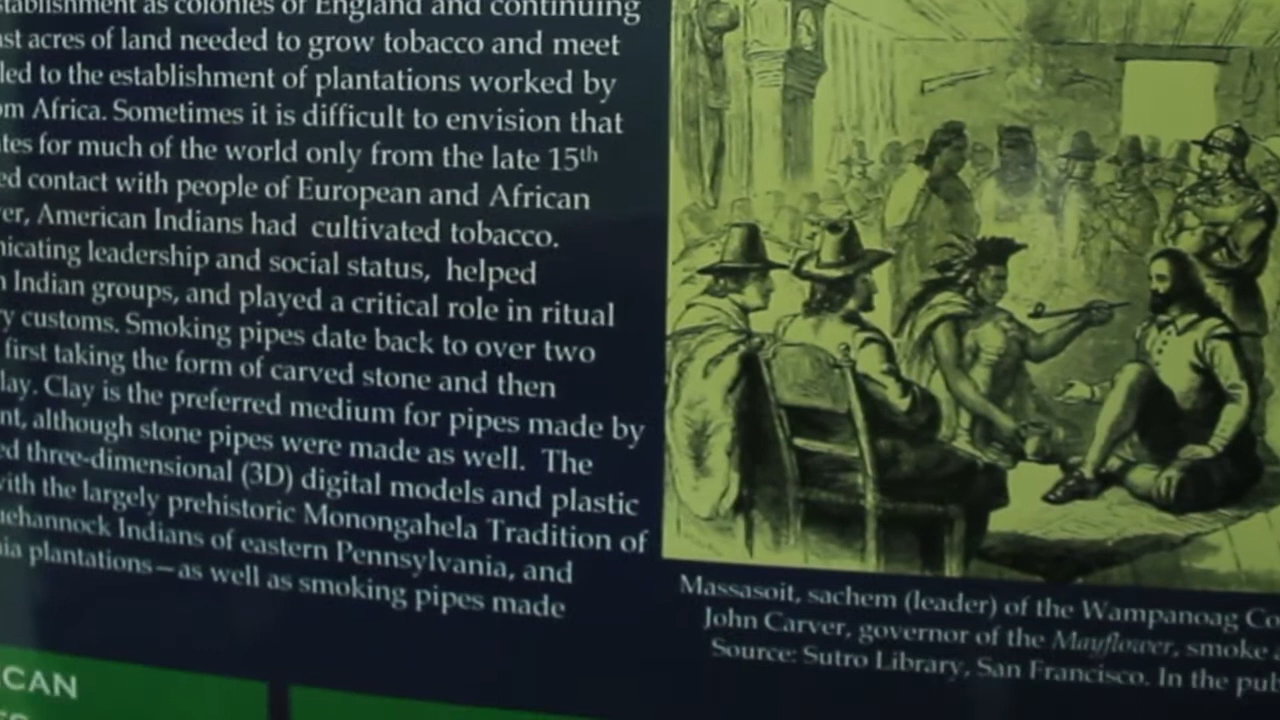 stablishment as colonies of England and continuing
st acres of land needed to grow tobacco and meet
led to the establishment of plantations worked by
m Africa. Sometimes it is difficult to envision that
tes for much of the world only from the late 15th
ed contact with people of European and African
er, American Indians had cultivated tobacco.
nicating leadership and social status, helped
n Indian groups, and played a critical role in ritual
y customs. Smoking pipes date back to over two
first taking the form of carved stone and then
lay. Clay is the preferred medium for pipes made by
nt, although stone pipes were made as well. The
ed three-dimensional (3D) digital models and plastic
with the largely prehistoric Monongahela Tradition of
uehannock Indians of eastern Pennsylvania, and
ia plantations—as well as smoking pipes made
Massasoit, sachem (leader) of the Wampanoag Co
John Carver, governor of the Mayflower, smoke a
Source: Sutro Library, San Francisco. In the pub
CAN